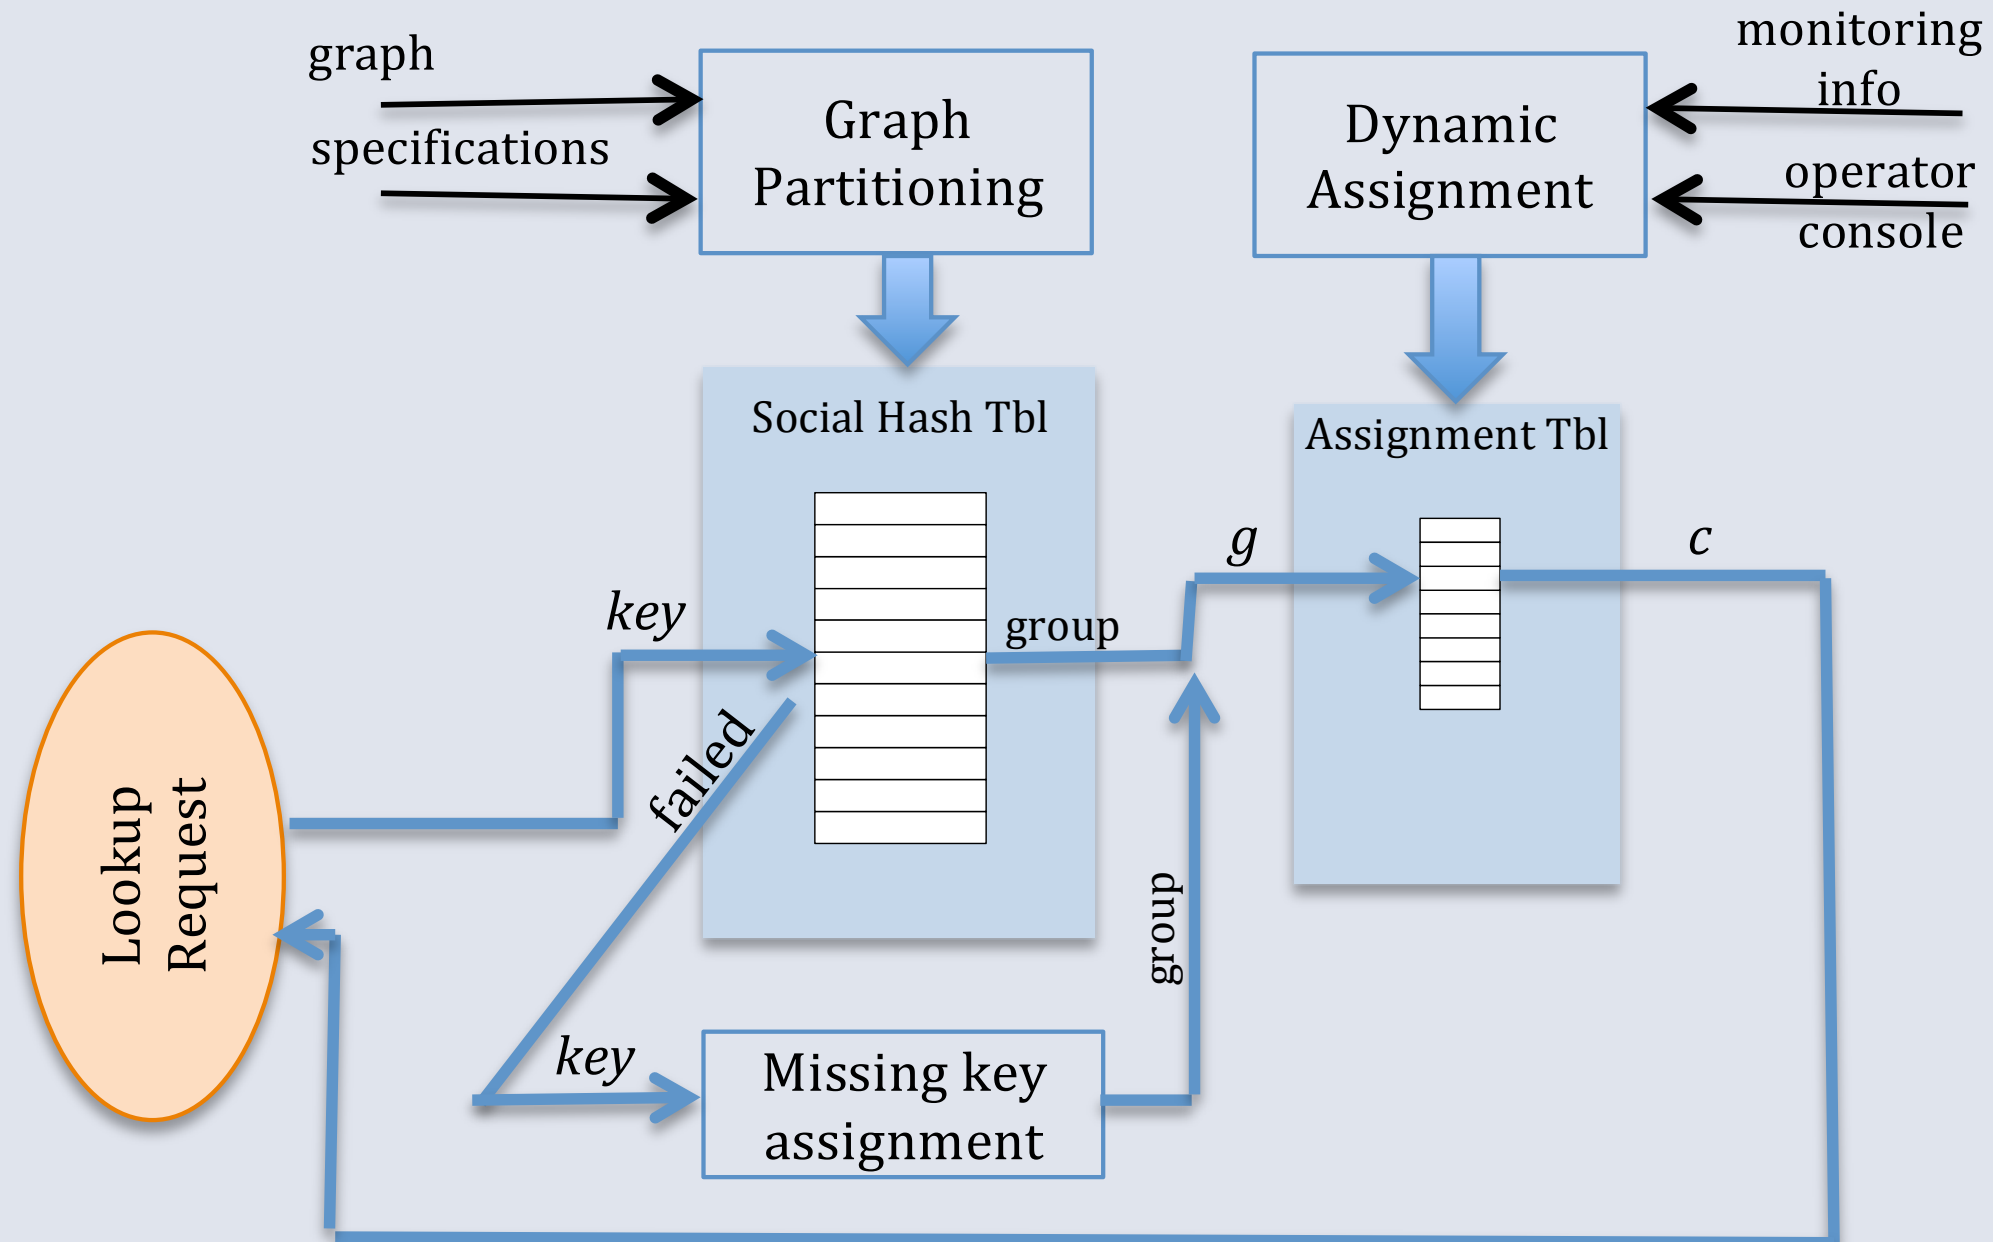 graph
specifications
Graph
Partitioning
Dynamic
Assignment
monitoring
info
operator
console
Social Hash Tbl
Assignment Tbl
key
group
g
c
failed
Lookup
Request
group
key
Missing key
assignment